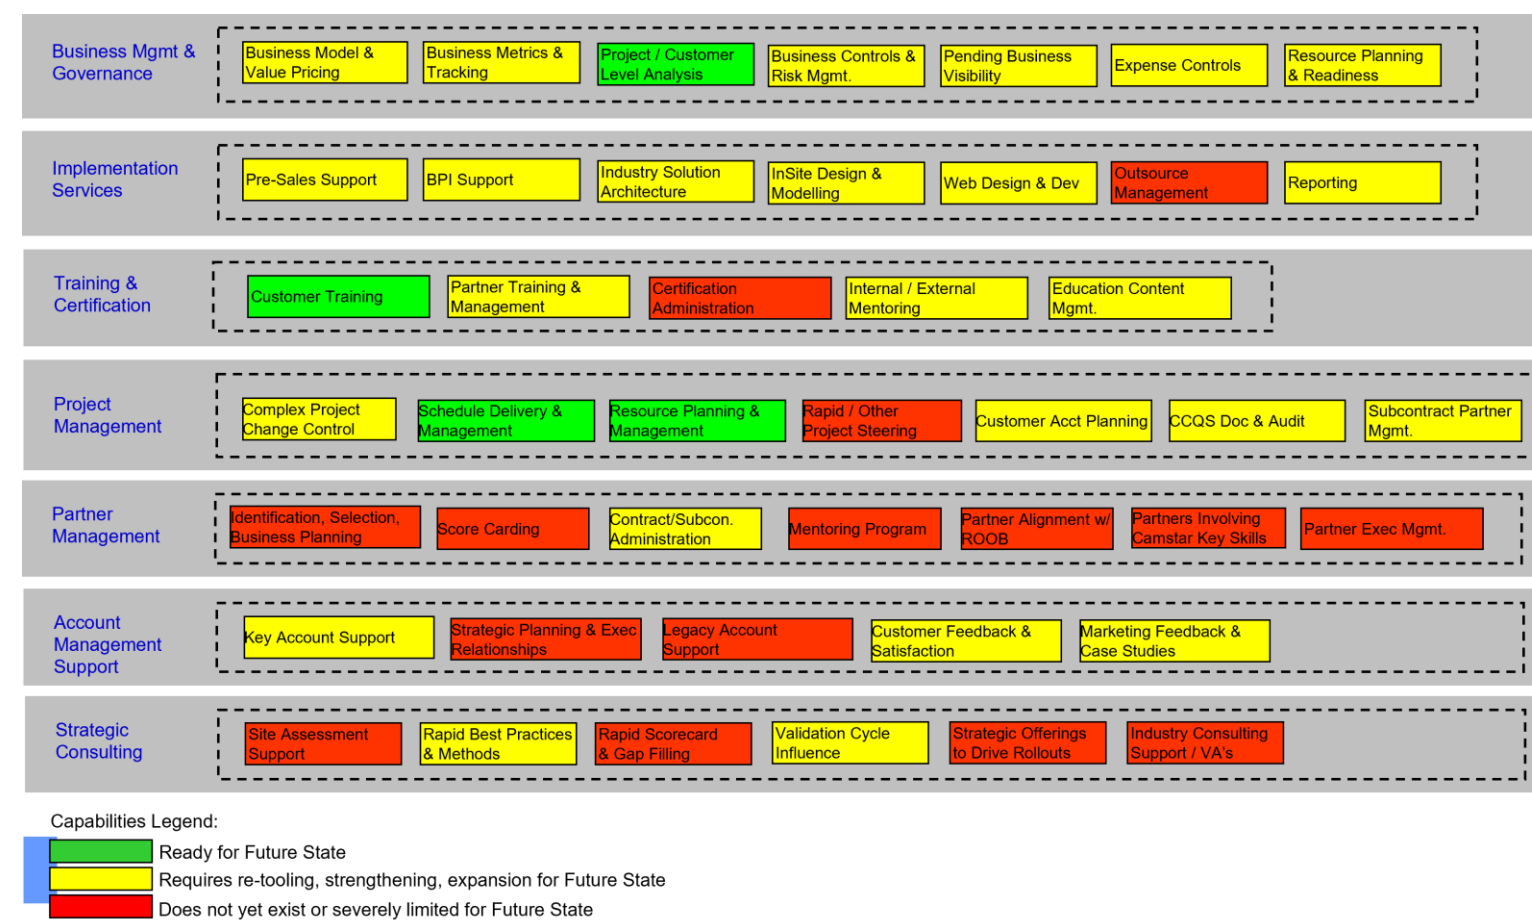 Business Mgmt &
Governance
Business Model &
Value Pricing
Business Metrics &
Tracking
Project / Customer
Level Analysis
Business Controls &
Risk Mgmt.
Pending Business
Visibility
Expense Controls
Resource Planning
& Readiness
Implementation
Services
Pre-Sales Support
BPI Support
Industry Solution
Architecture
InSite Design &
Modelling
Web Design & Dev
Outsource
Management
Reporting
Training &
Certification
Customer Training
Partner Training &
Management
Certification
Administration
Internal / External
Mentoring
Education Content
Mgmt.
Project
Management
Complex Project
Change Control
Schedule Delivery &
Management
Resource Planning &
Management
Rapid / Other
Project Steering
Customer Acct Planning
CCQS Doc & Audit
Subcontract Partner
Mgmt.
Partner
Management
Identification, Selection,
Business Planning
Score Carding
Contract/Subcon.
Administration
Mentoring Program
Partner Alignment w/
ROOB
Partners Involving
Camstar Key Skills
Partner Exec Mgmt.
Account
Management
Support
Key Account Support
Strategic Planning & Exec
Relationships
Legacy Account
Support
Customer Feedback &
Satisfaction
Marketing Feedback &
Case Studies
Strategic
Consulting
Site Assessment
Support
Rapid Best Practices
& Methods
Rapid Scorecard
& Gap Filling
Validation Cycle
Influence
Strategic Offerings
to Drive Rollouts
Industry Consulting
Support / VA's
Capabilities Legend:
Ready for Future State
Requires re-tooling, strengthening, expansion for Future State
Does not yet exist or severely limited for Future State